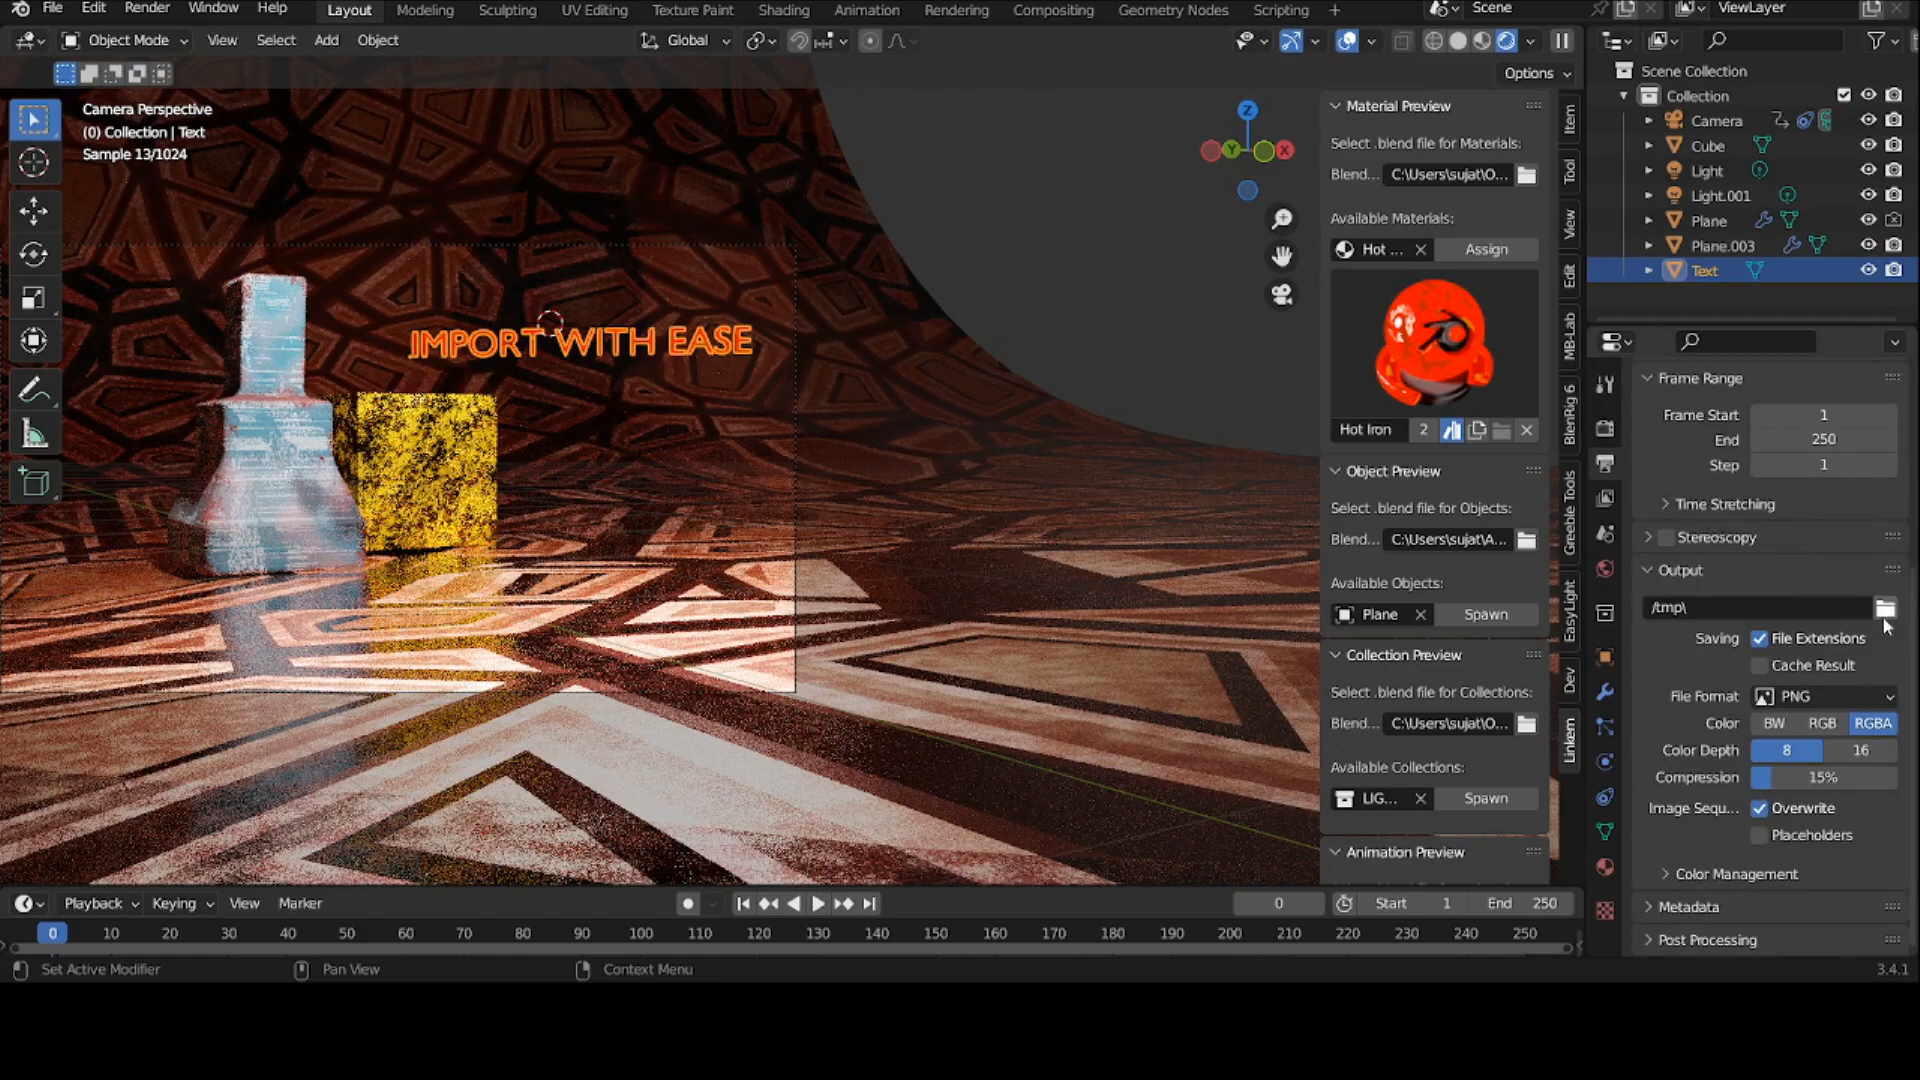 File Edit Render Window Help Layout Modeling Sculpting UV Editing Texture Paint Shading Animation Rendering Compositing Geometry Nodes Scripting + Scene ViewLayer
Object Mode View Select Add Object Global
Options
Camera Perspective
(0) Collection | Text
Sample 13/1024
IMPORT WITH EASE
Z
Y
X
Material Preview
Select .blend file for Materials:
Blend... C:\Users\sujat\O...
Available Materials:
Hot ... Assign
Hot Iron 2
Object Preview
Select .blend file for Objects:
Blend... C:\Users\sujat\A...
Available Objects:
Plane Spawn
Collection Preview
Select .blend file for Collections:
Blend... C:\Users\sujat\O...
Available Collections:
LIG... Spawn
Animation Preview
Item
Tool
View
Edit
MB-Lab
BlenRig 6
Greeble Tools
EasyLight
Dev
Linkem
Scene Collection
Collection
Camera
Cube
Light
Light.001
Plane
Plane.003
Text
Frame Range
Frame Start 1
End 250
Step 1
Time Stretching
Stereoscopy
Output
/tmp\
Saving File Extensions
Cache Result
File Format PNG
Color BW RGB RGBA
Color Depth 8 16
Compression 15%
Image Sequ... Overwrite
Placeholders
Color Management
Metadata
Post Processing
Playback Keying View Marker 0 Start 1 End 250
0 10 20 30 40 50 60 70 80 90 100 110 120 130 140 150 160 170 180 190 200 210 220 230 240 250
Set Active Modifier Pan View Context Menu 3.4.1